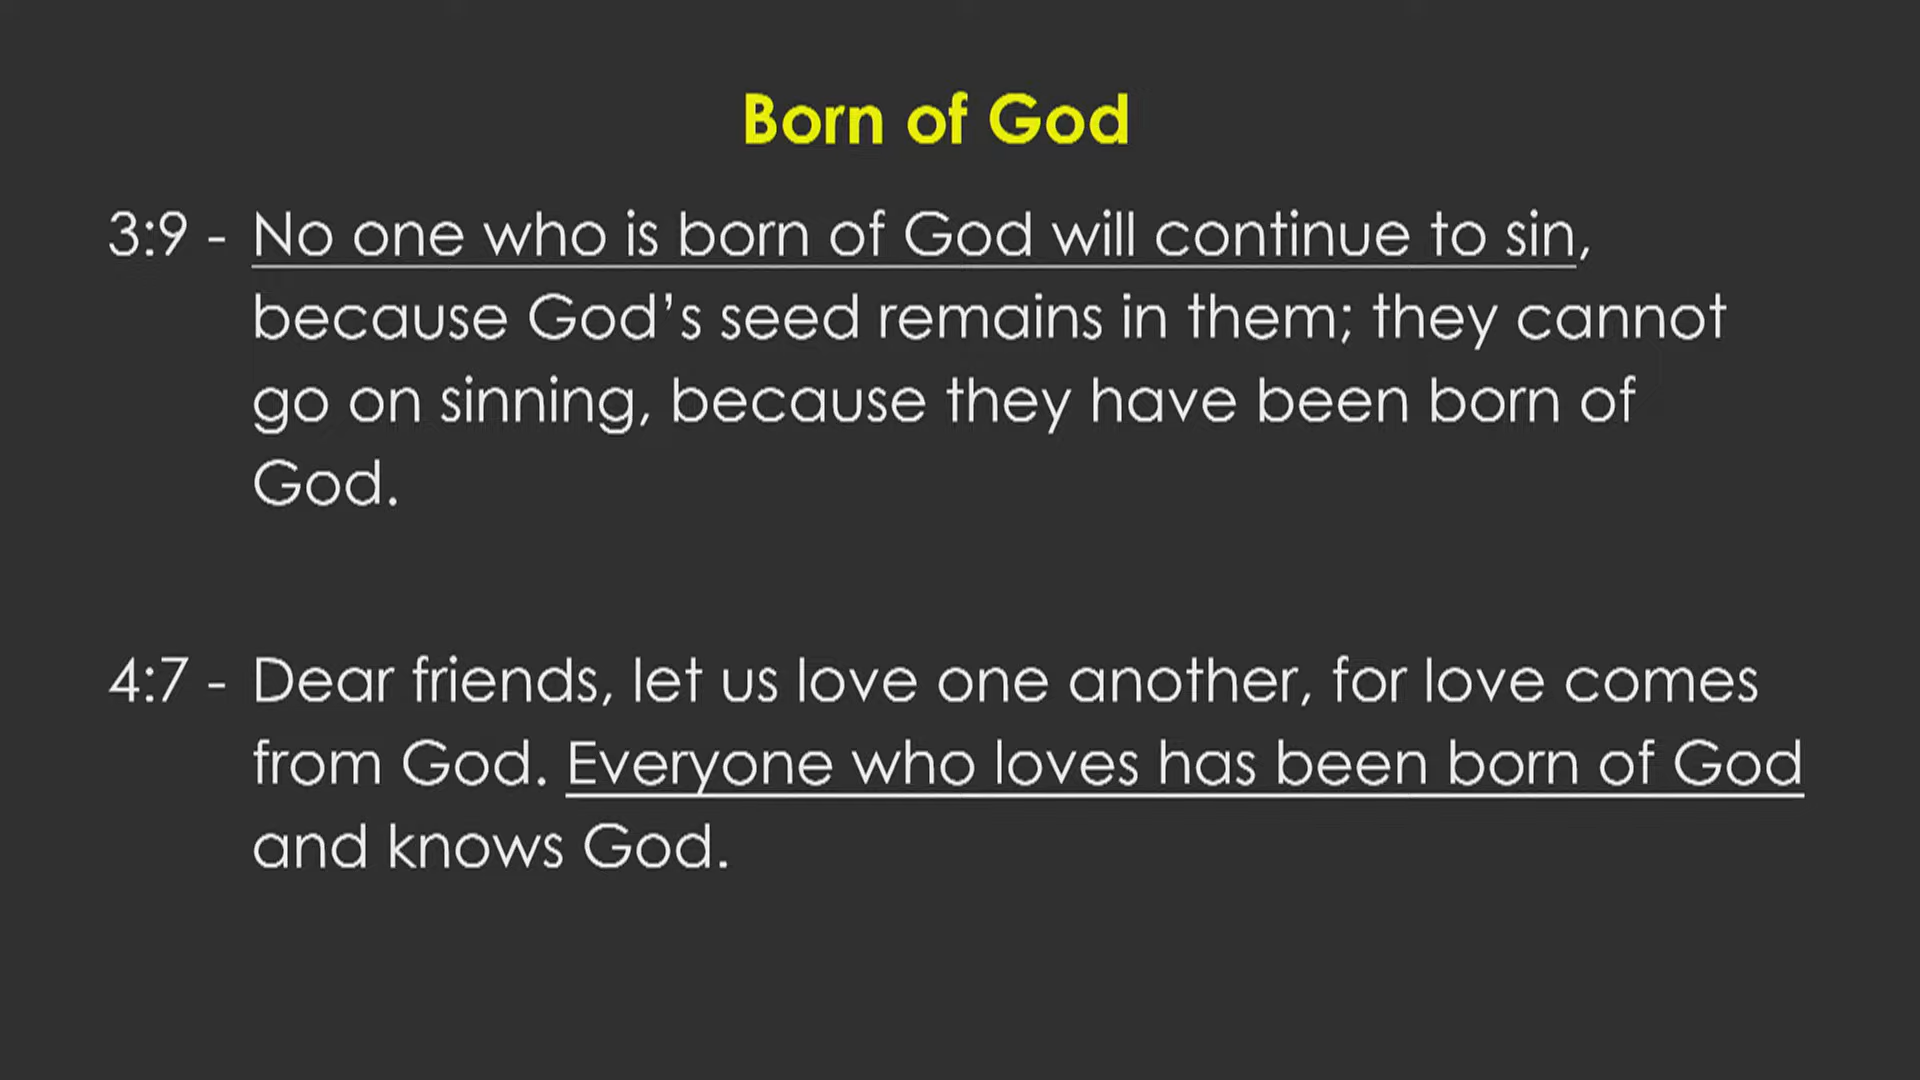 Born of God
3:9 - No one who is born of God will continue to sin,
because God’s seed remains in them; they cannot
go on sinning, because they have been born of
God.
4:7 - Dear friends, let us love one another, for love comes
from God. Everyone who loves has been born of God
and knows God.